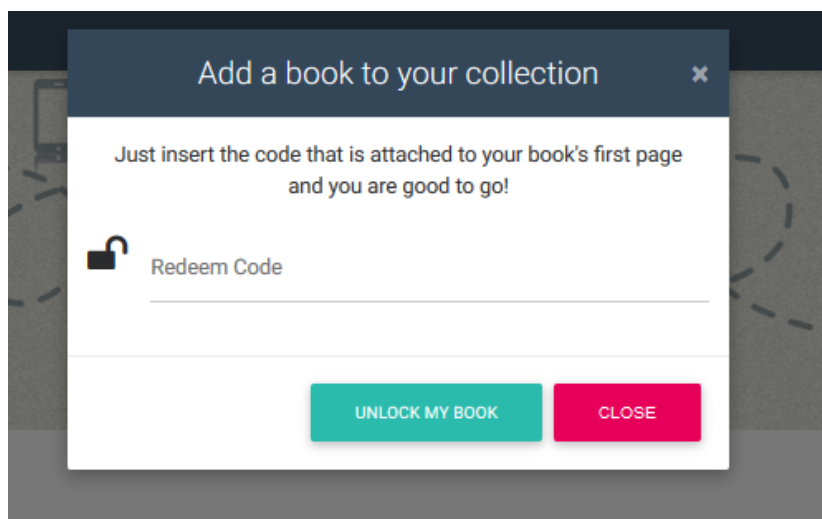 Add a book to your collection
Just insert the code that is attached to your book's first page
and you are good to go!
Redeem Code
UNLOCK MY BOOK
CLOSE